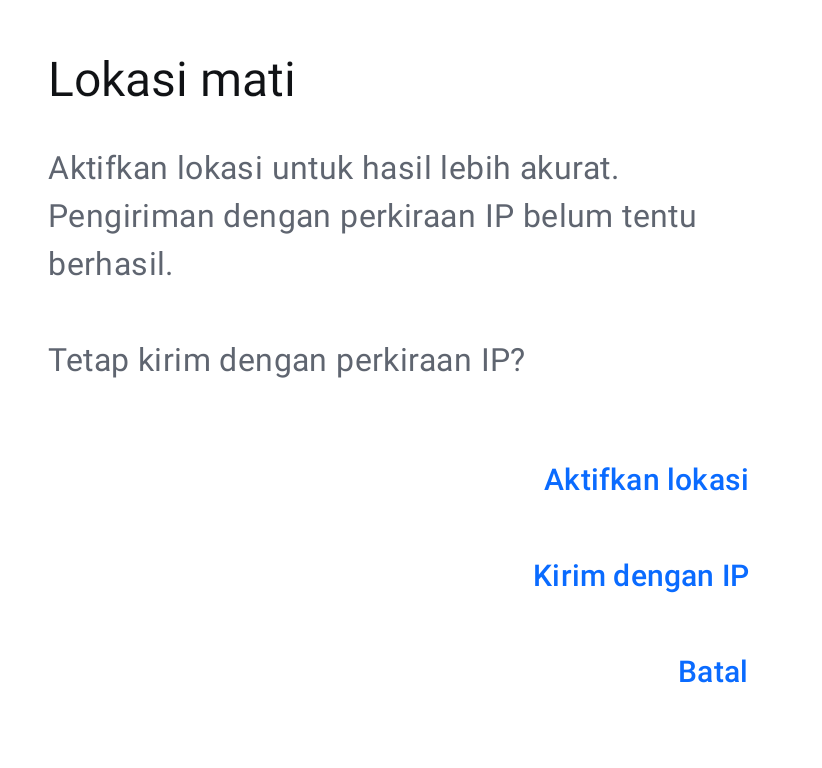 Lokasi mati
Aktifkan lokasi untuk hasil lebih akurat.
Pengiriman dengan perkiraan IP belum tentu
berhasil.
Tetap kirim dengan perkiraan IP?
Aktifkan lokasi
Kirim dengan IP
Batal